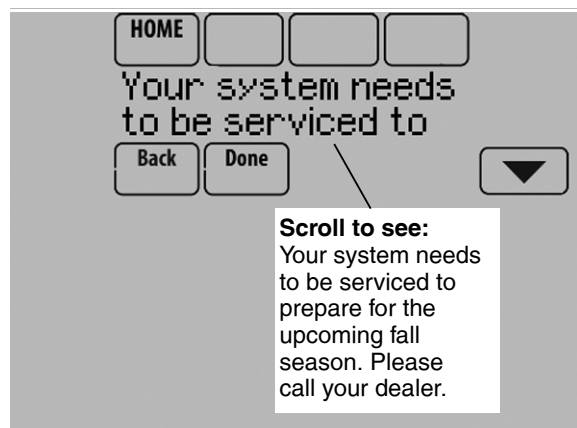 HOME
Your system needs
to be serviced to
Back Done
Scroll to see:
Your system needs
to be serviced to
prepare for the
upcoming fall
season. Please
call your dealer.